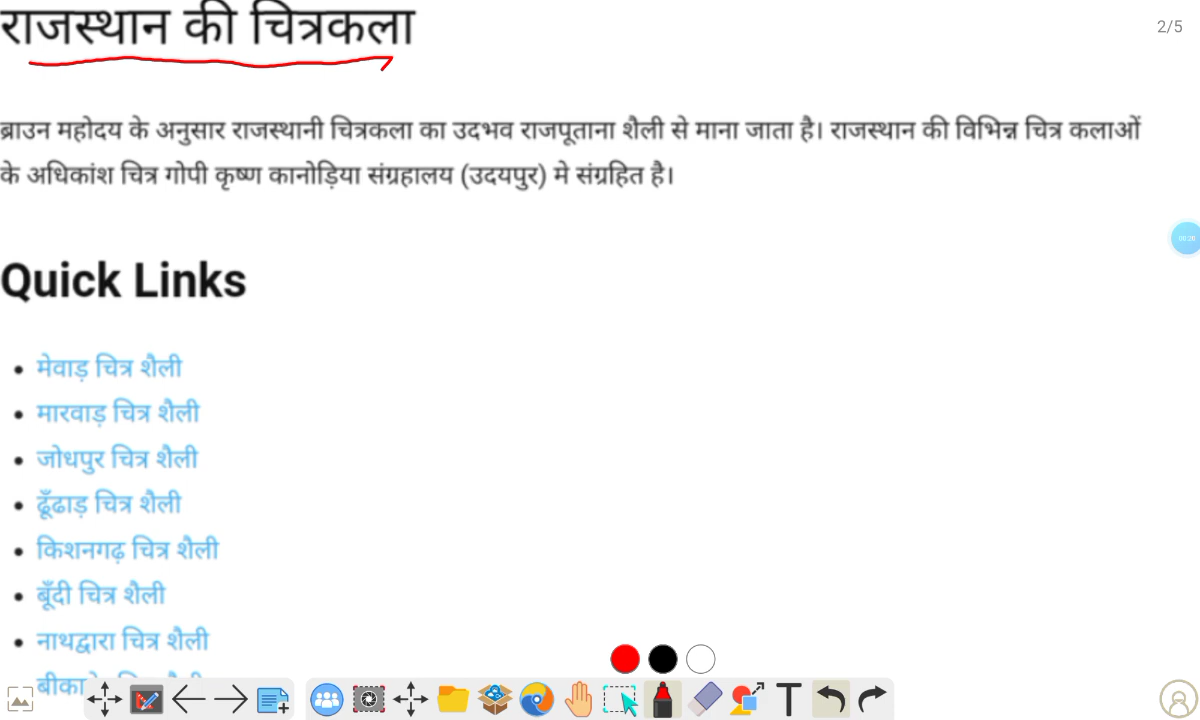 राजस्थान की चित्रकला
2/5
ब्राउन महोदय के अनुसार राजस्थानी चित्रकला का उदभव राजपूताना शैली से माना जाता है। राजस्थान की विभिन्न चित्र कलाओं
के अधिकांश चित्र गोपी कृष्ण कानोड़िया संग्रहालय (उदयपुर) मे संग्रहित है।
Quick Links
मेवाड़ चित्र शैली
मारवाड़ चित्र शैली
जोधपुर चित्र शैली
ढूँढाड़ चित्र शैली
किशनगढ़ चित्र शैली
बूँदी चित्र शैली
नाथद्वारा चित्र शैली